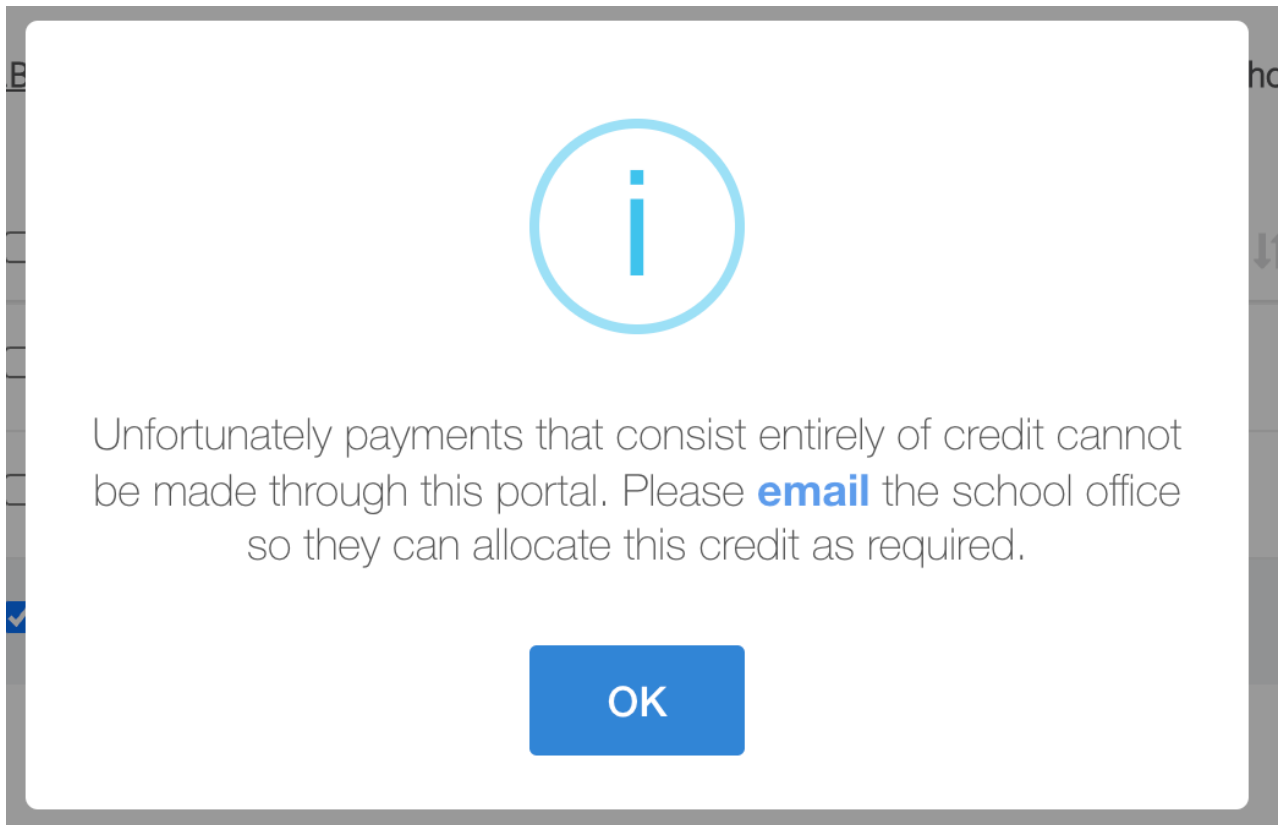 B
ho
i
Unfortunately payments that consist entirely of credit cannot
be made through this portal. Please email the school office
so they can allocate this credit as required.
OK